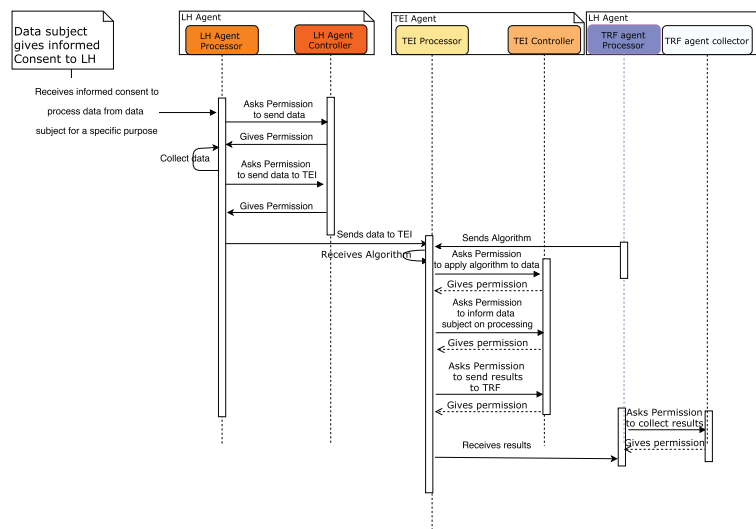 Data subject
gives informed
Consent to LH
LH Agent
LH Agent
Processor
LH Agent
Controller
TEI Agent
TEI Processor
TEI Controller
LH Agent
TRF agent
Processor
TRF agent collector
Receives informed consent to
process data from data
subject for a specific purpose
Asks Permission
to send data
Gives Permission
Collect data
Asks Permission
to send data to TEI
Gives Permission
Sends data to TEI
Sends Algorithm
Receives Algorithm
Asks Permission
to apply algorithm to data
Gives permission
Asks Permission
to inform data
subject on processing
Gives permission
Asks Permission
to send results
to TRF
Gives permission
Asks Permission
to collect results
Gives permission
Receives results